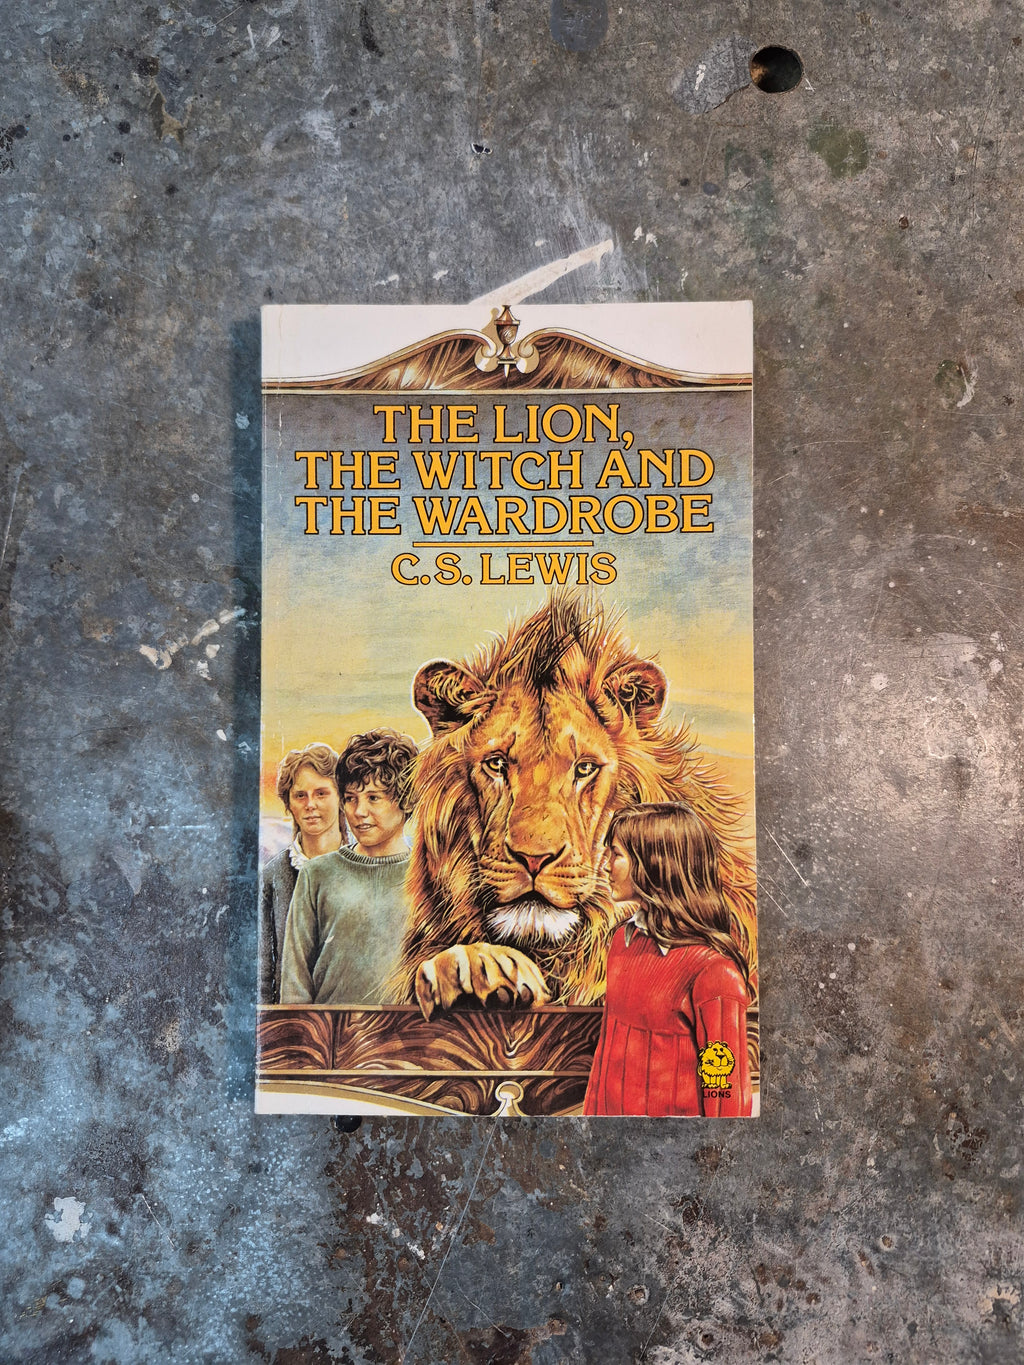 THE LION,
THE WITCH AND
THE WARDROBE
C.S. LEWIS
LIONS